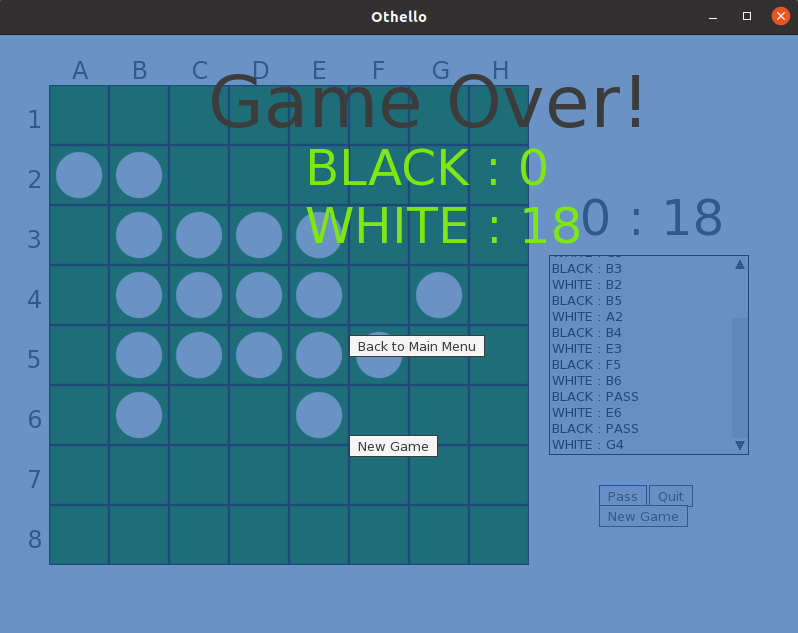 Othello
A B C D E F G H
Game Over!
1
BLACK : 0
2
WHITE : 18
0 : 18
3
4
5
6
7
8
BLACK : B3
WHITE : B2
BLACK : B5
WHITE : A2
BLACK : B4
WHITE : E3
BLACK : F5
WHITE : B6
BLACK : PASS
WHITE : E6
BLACK : PASS
WHITE : G4
Back to Main Menu
New Game
Pass Quit
New Game